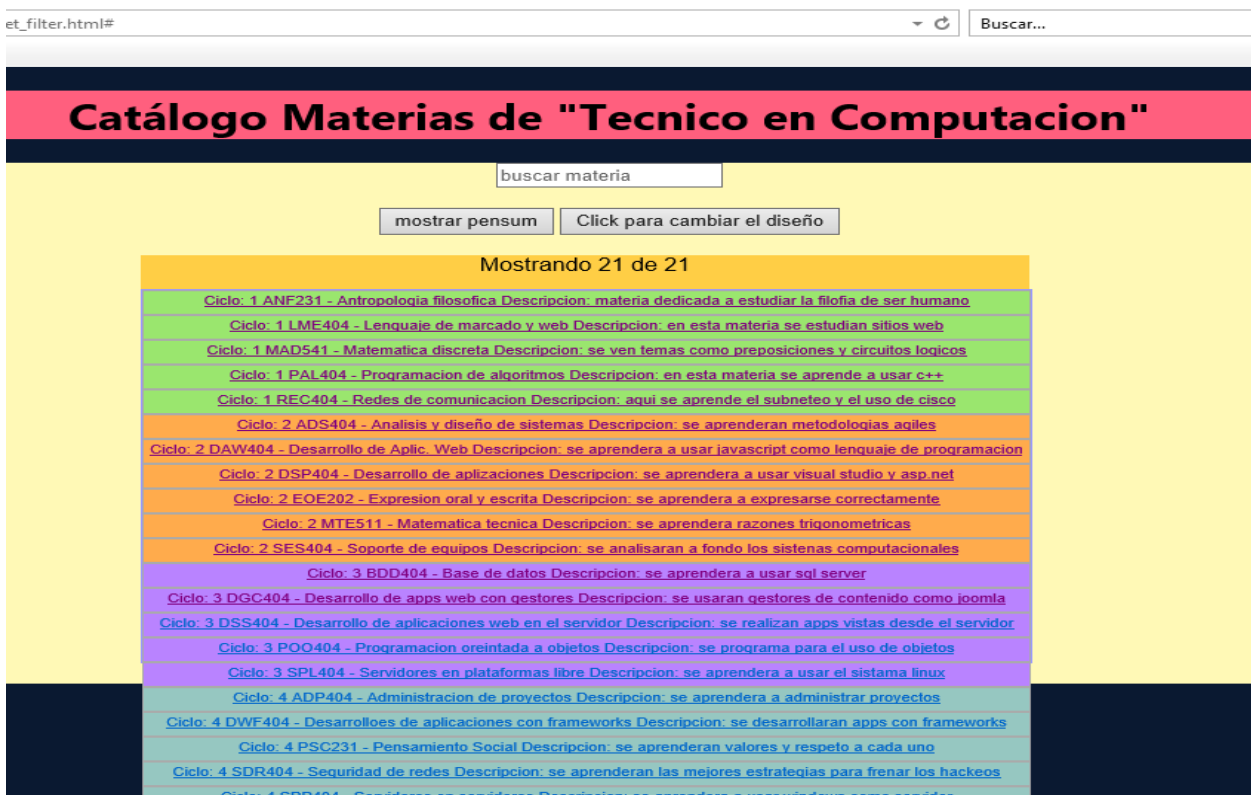 et_filter.html#
Buscar...
Catálogo Materias de "Tecnico en Computacion"
buscar materia
mostrar pensum
Click para cambiar el diseño
Mostrando 21 de 21
Ciclo: 1 ANF231 - Antropologia filosofica Descripcion: materia dedicada a estudiar la filofia de ser humano
Ciclo: 1 LME404 - Lenguaje de marcado y web Descripcion: en esta materia se estudian sitios web
Ciclo: 1 MAD541 - Matematica discreta Descripcion: se ven temas como preposiciones y circuitos logicos
Ciclo: 1 PAL404 - Programacion de algoritmos Descripcion: en esta materia se aprende a usar c++
Ciclo: 1 REC404 - Redes de comunicacion Descripcion: aqui se aprende el subneteo y el uso de cisco
Ciclo: 2 ADS404 - Analisis y diseño de sistemas Descripcion: se aprenderan metodologias agiles
Ciclo: 2 DAW404 - Desarrollo de Aplic. Web Descripcion: se aprendera a usar javascript como lenguaje de programacion
Ciclo: 2 DSP404 - Desarrollo de aplizaciones Descripcion: se aprendera a usar visual studio y asp.net
Ciclo: 2 EOE202 - Expresion oral y escrita Descripcion: se aprendera a expresarse correctamente
Ciclo: 2 MTE511 - Matematica tecnica Descripcion: se aprendera razones trigonometricas
Ciclo: 2 SES404 - Soporte de equipos Descripcion: se analisaran a fondo los sistenas computacionales
Ciclo: 3 BDD404 - Base de datos Descripcion: se aprendera a usar sql server
Ciclo: 3 DGC404 - Desarrollo de apps web con gestores Descripcion: se usaran gestores de contenido como joomla
Ciclo: 3 DSS404 - Desarrollo de aplicaciones web en el servidor Descripcion: se realizan apps vistas desde el servidor
Ciclo: 3 POO404 - Programacion oreintada a objetos Descripcion: se programa para el uso de objetos
Ciclo: 3 SPL404 - Servidores en plataformas libre Descripcion: se aprendera a usar el sistama linux
Ciclo: 4 ADP404 - Administracion de proyectos Descripcion: se aprendera a administrar proyectos
Ciclo: 4 DWF404 - Desarrolloes de aplicaciones con frameworks Descripcion: se desarrollaran apps con frameworks
Ciclo: 4 PSC231 - Pensamiento Social Descripcion: se aprenderan valores y respeto a cada uno
Ciclo: 4 SDR404 - Seguridad de redes Descripcion: se aprenderan las mejores estrategias para frenar los hackeos